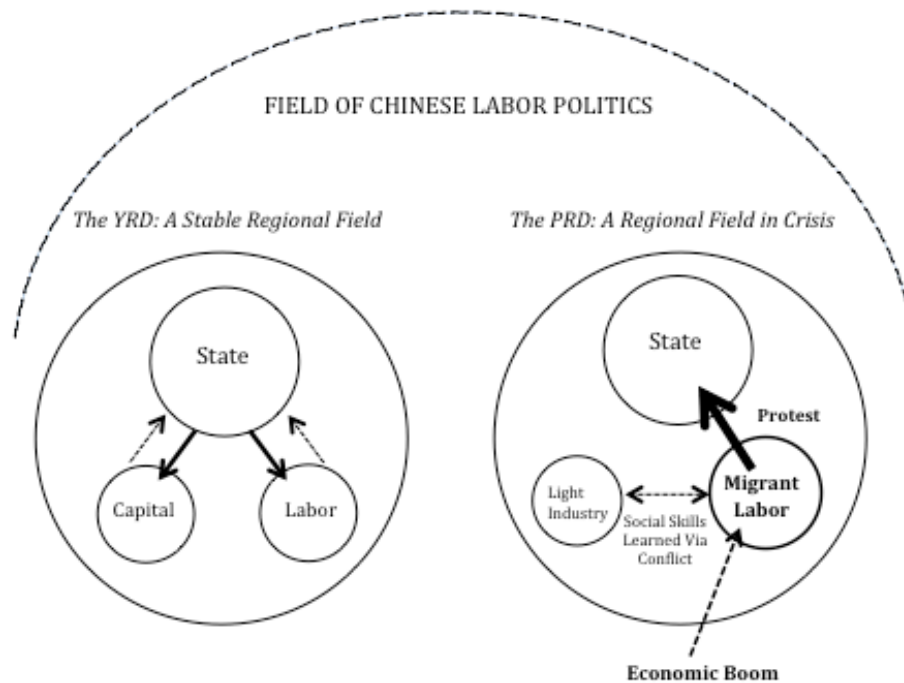 FIELD OF CHINESE LABOR POLITICS
The YRD: A Stable Regional Field
State
Capital
Labor
The PRD: A Regional Field in Crisis
State
Protest
Migrant
Labor
Light
Industry
Social Skills
Learned Via
Conflict
Economic Boom